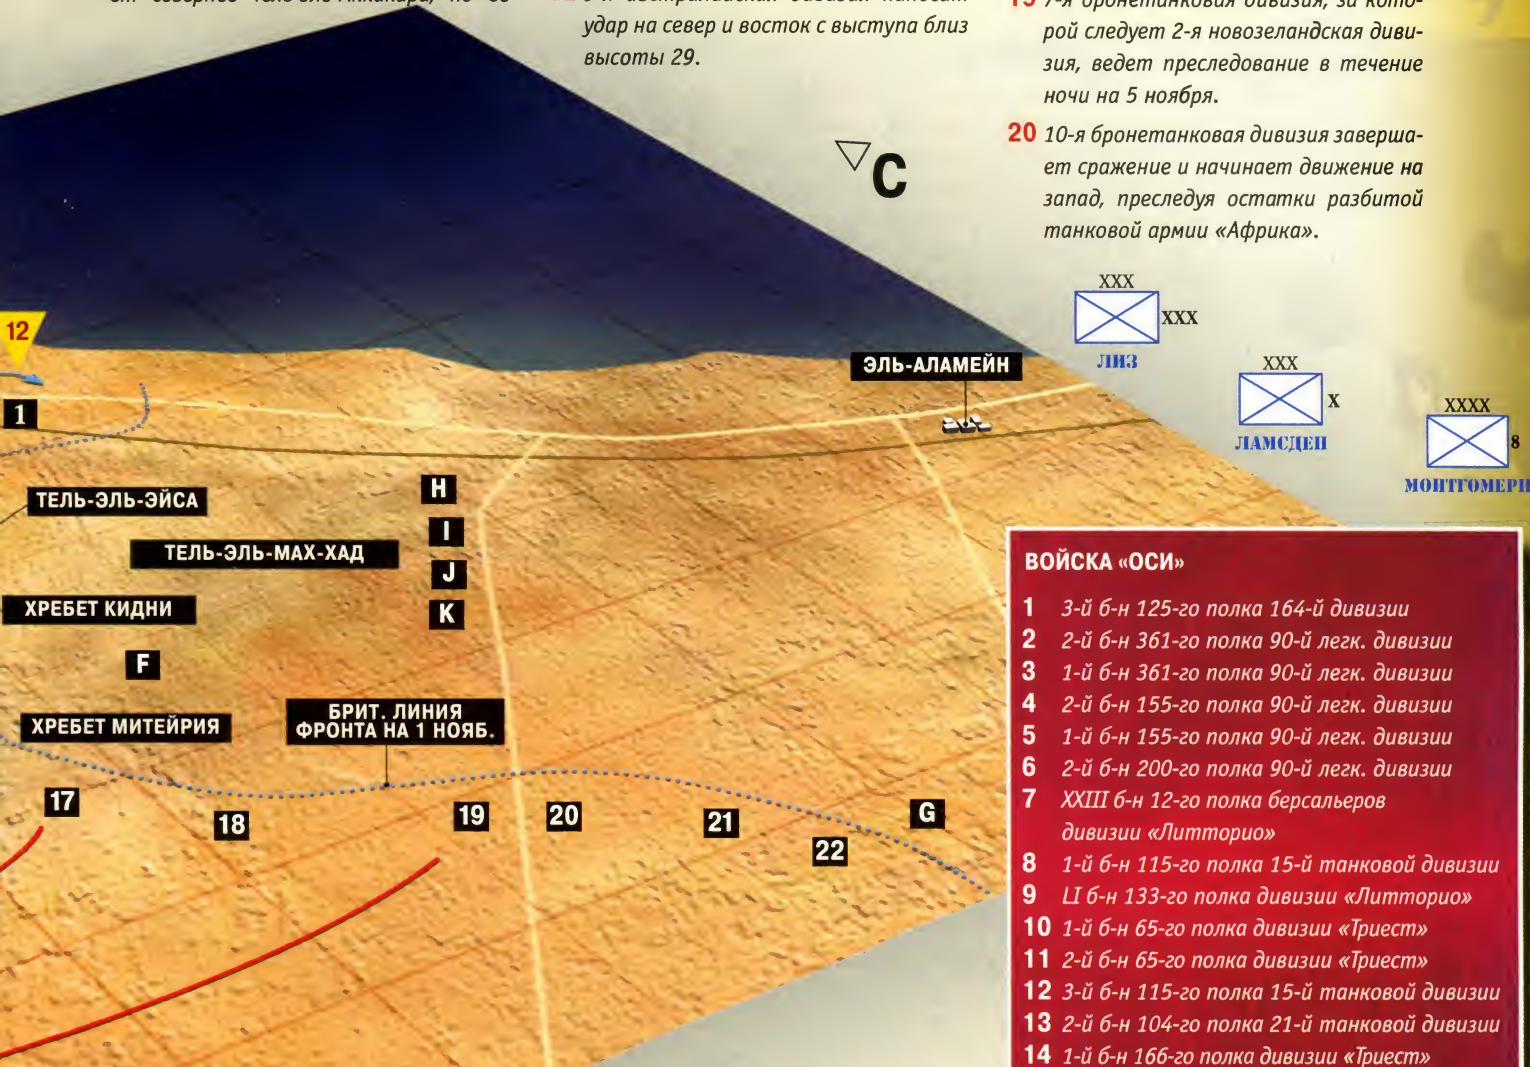 удар на север и восток с выступа близ
высоты 29.
19 7-я бронетанковая дивизия, за кото-
рой следует 2-я новозеландская диви-
зия, ведет преследование в течение
ночи на 5 ноября.
20 10-я бронетанковая дивизия заверша-
ет сражение и начинает движение на
запад, преследуя остатки разбитой
танковой армии «Африка».
C
XXX
XXX
ЛИЗ
XXX
X
ЛАМСДЕН
XXXX
8
МОНТГОМЕРИ
12
1
ЭЛЬ-АЛАМЕЙН
ТЕЛЬ-ЭЛЬ-ЭЙСА
ТЕЛЬ-ЭЛЬ-МАХ-ХАД
ХРЕБЕТ КИДНИ
H
I
J
K
F
ХРЕБЕТ МИТЕЙРИЯ
БРИТ. ЛИНИЯ
ФРОНТА НА 1 НОЯБ.
17
18
19
20
21
22
G
ВОЙСКА «ОСИ»
1 3-й б-н 125-го полка 164-й дивизии
2 2-й б-н 361-го полка 90-й легк. дивизии
3 1-й б-н 361-го полка 90-й легк. дивизии
4 2-й б-н 155-го полка 90-й легк. дивизии
5 1-й б-н 155-го полка 90-й легк. дивизии
6 2-й б-н 200-го полка 90-й легк. дивизии
7 XXIII б-н 12-го полка берсальеров
дивизии «Литторио»
8 1-й б-н 115-го полка 15-й танковой дивизии
9 LI б-н 133-го полка дивизии «Литторио»
10 1-й б-н 65-го полка дивизии «Триест»
11 2-й б-н 65-го полка дивизии «Триест»
12 3-й б-н 115-го полка 15-й танковой дивизии
13 2-й б-н 104-го полка 21-й танковой дивизии
14 1-й б-н 166-го полка дивизии «Триест»